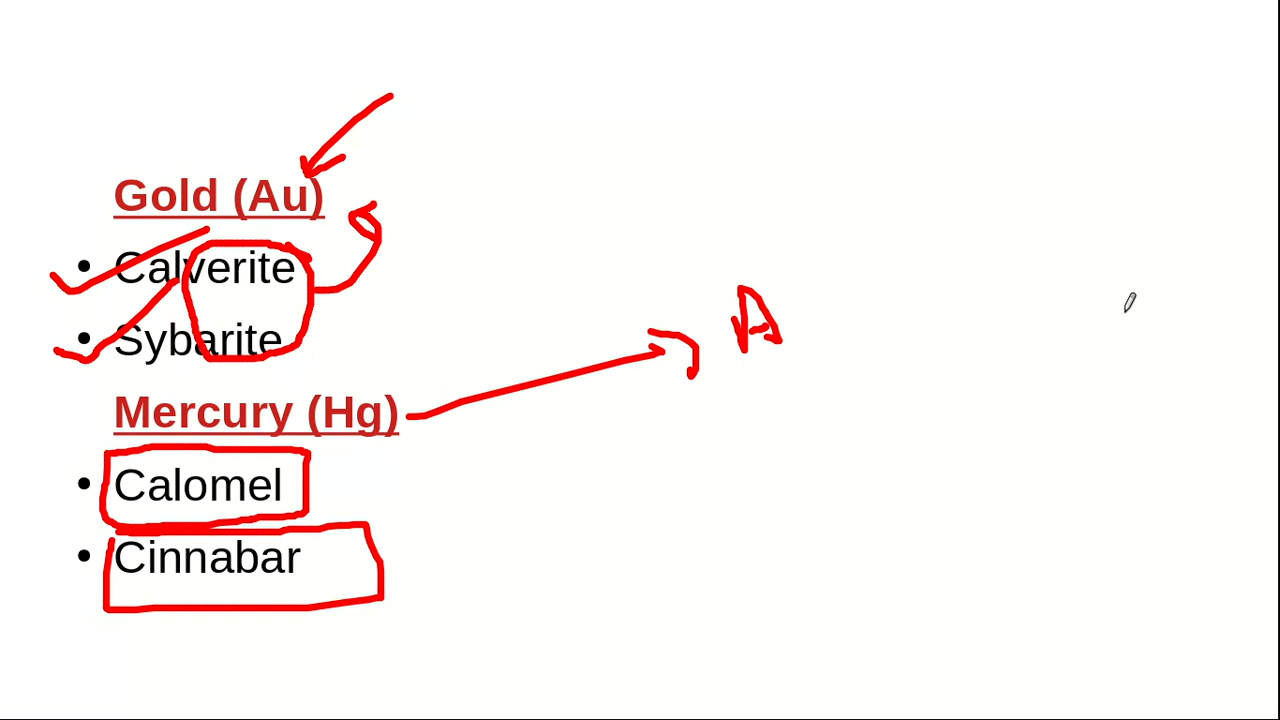 Gold (Au)
• Calverite
• Sybarite
Mercury (Hg)
A
• Calomel
• Cinnabar